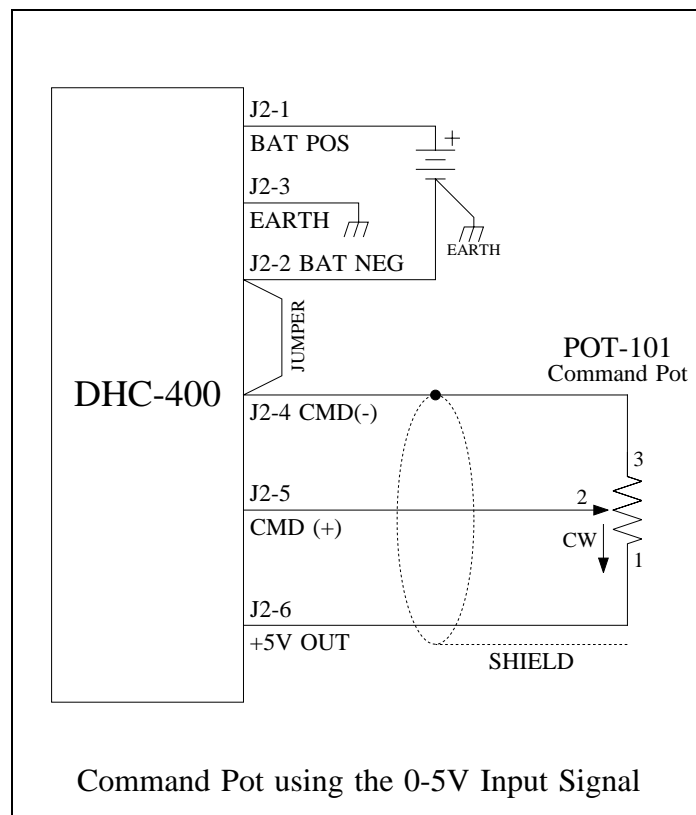 J2-1
BAT POS
+
J2-3
EARTH
EARTH
J2-2 BAT NEG
JUMPER
POT-101
Command Pot
DHC-400
J2-4 CMD(-)
3
J2-5
2
CMD (+)
CW
1
J2-6
+5V OUT
SHIELD
Command Pot using the 0-5V Input Signal